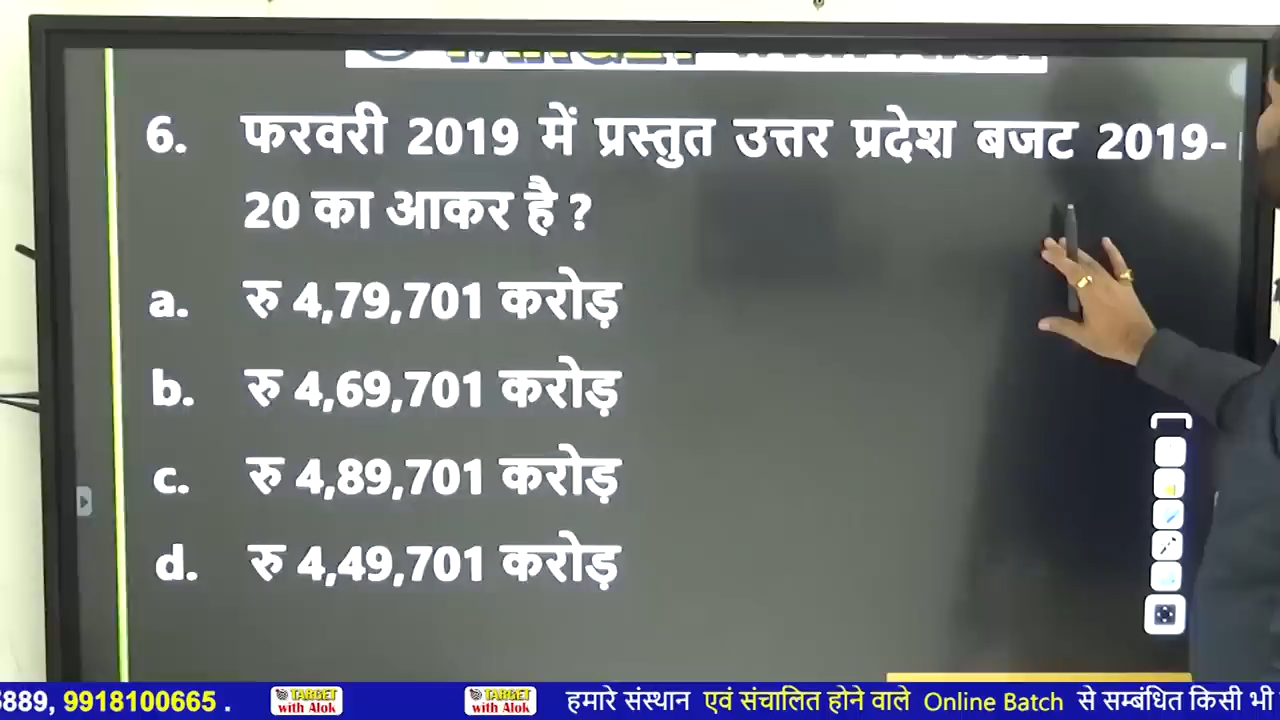 6. फरवरी 2019 में प्रस्तुत उत्तर प्रदेश बजट 2019-
20 का आकर है ?
a. रु 4,79,701 करोड़
b. रु 4,69,701 करोड़
c. रु 4,89,701 करोड़
d. रु 4,49,701 करोड़
5889, 9918100665 . TARGET with Alok TARGET with Alok हमारे संस्थान एवं संचालित होने वाले Online Batch से सम्बंधित किसी भी